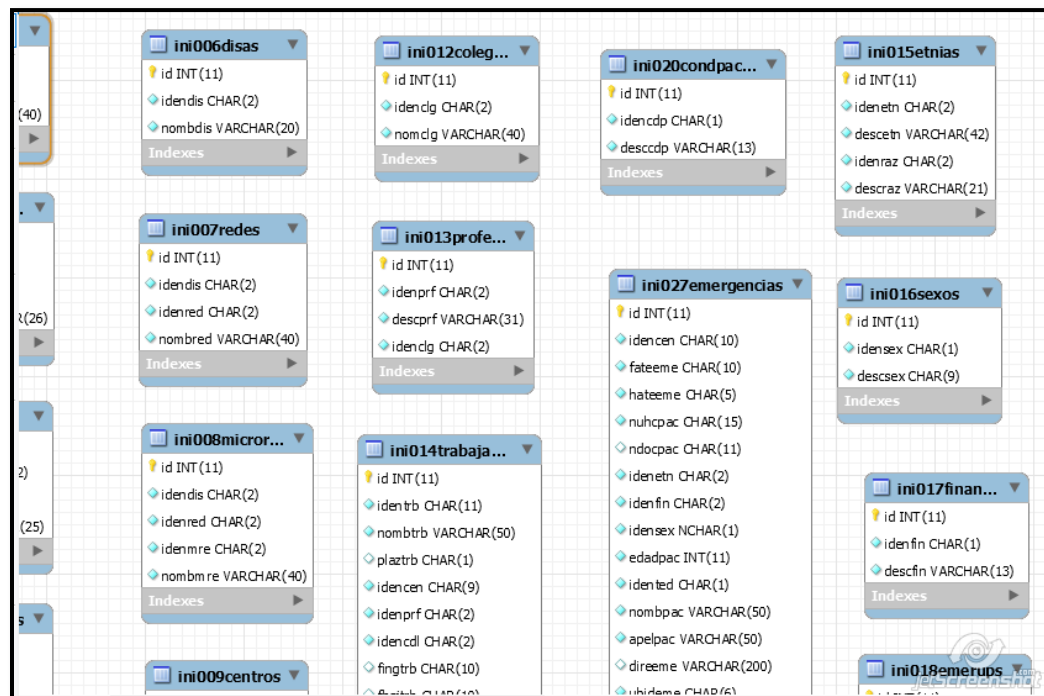 (40)
.
R(26)
2)
(25)
s
ini006disas
id INT(11)
idendis CHAR(2)
nombdis VARCHAR(20)
Indexes
ini007redes
id INT(11)
idendis CHAR(2)
idenred CHAR(2)
nombred VARCHAR(40)
Indexes
ini008micror...
id INT(11)
idendis CHAR(2)
idenred CHAR(2)
idenmre CHAR(2)
nombmre VARCHAR(40)
Indexes
ini009centros
ini012coleg...
id INT(11)
idenclg CHAR(2)
nomclg VARCHAR(40)
Indexes
ini013profe...
id INT(11)
idenprf CHAR(2)
descprf VARCHAR(31)
idenclg CHAR(2)
Indexes
ini014trabaja...
id INT(11)
identrb CHAR(11)
nombtrb VARCHAR(50)
plaztrb CHAR(1)
idencen CHAR(9)
idenprf CHAR(2)
idencdl CHAR(2)
fingtrb CHAR(10)
ini020condpac...
id INT(11)
idencdp CHAR(1)
desccdp VARCHAR(13)
Indexes
ini027emergencias
id INT(11)
idencen CHAR(10)
fateeme CHAR(10)
hateeme CHAR(5)
nuhcpac CHAR(15)
ndocpac CHAR(11)
idenetn CHAR(2)
idenfin CHAR(2)
idensex NCHAR(1)
edadpac INT(11)
idented CHAR(1)
nombpac VARCHAR(50)
apelpac VARCHAR(50)
direeme VARCHAR(200)
ubideme CHAR(6)
ini015etnias
id INT(11)
idenetn CHAR(2)
descetn VARCHAR(42)
idenraz CHAR(2)
descraz VARCHAR(21)
Indexes
ini016sexos
id INT(11)
idensex CHAR(1)
descsex CHAR(9)
Indexes
ini017finan...
id INT(11)
idenfin CHAR(1)
descfin VARCHAR(13)
Indexes
ini018emerups
id INT(11)
jetscreenshot
.com